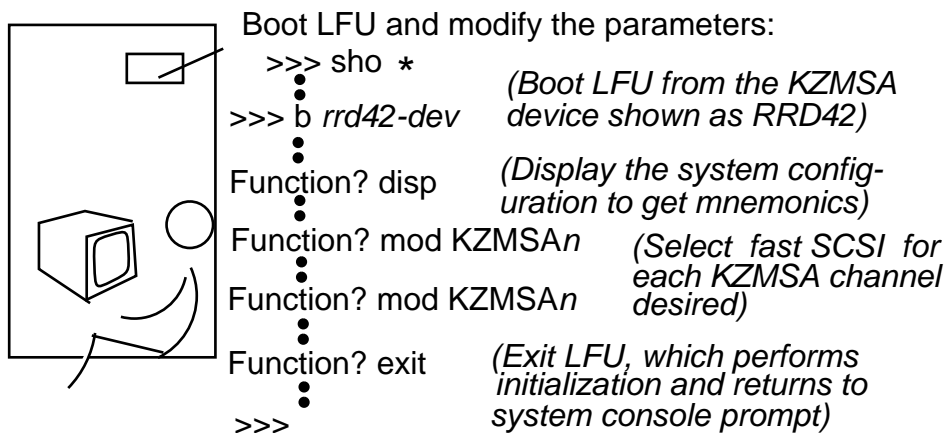 Boot LFU and modify the parameters:
>>> sho *
>>> b rrd42-dev
(Boot LFU from the KZMSA
device shown as RRD42)
Function? disp
(Display the system config-
uration to get mnemonics)
Function? mod KZMSAn
(Select fast SCSI for
each KZMSA channel
desired)
Function? mod KZMSAn
Function? exit
(Exit LFU, which performs
initialization and returns to
system console prompt)
>>>